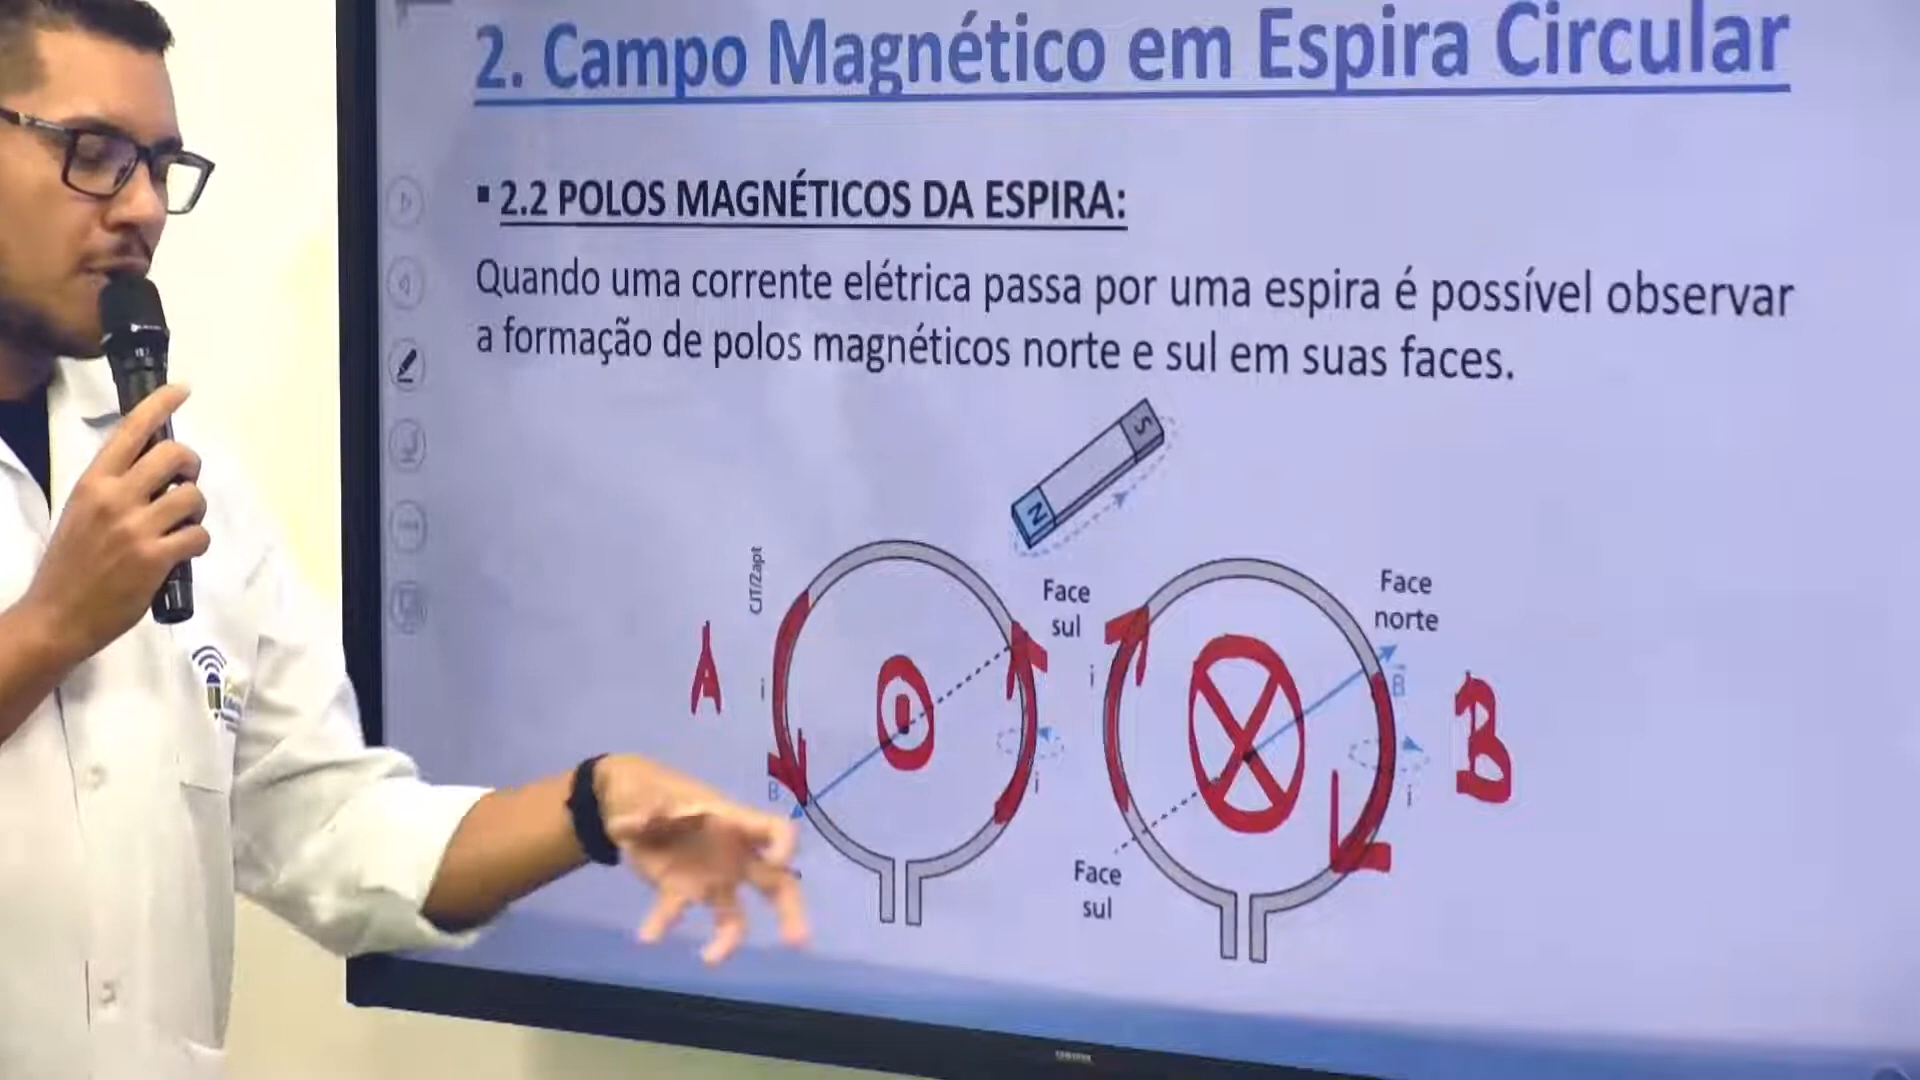 2. Campo Magnético em Espira Circular
▪ 2.2 POLOS MAGNÉTICOS DA ESPIRA:
Quando uma corrente elétrica passa por uma espira é possível observar
a formação de polos magnéticos norte e sul em suas faces.
S
N
CJT/Zapt
Face
sul
Face
norte
A
i
i
B
i
B
i
B
Face
sul